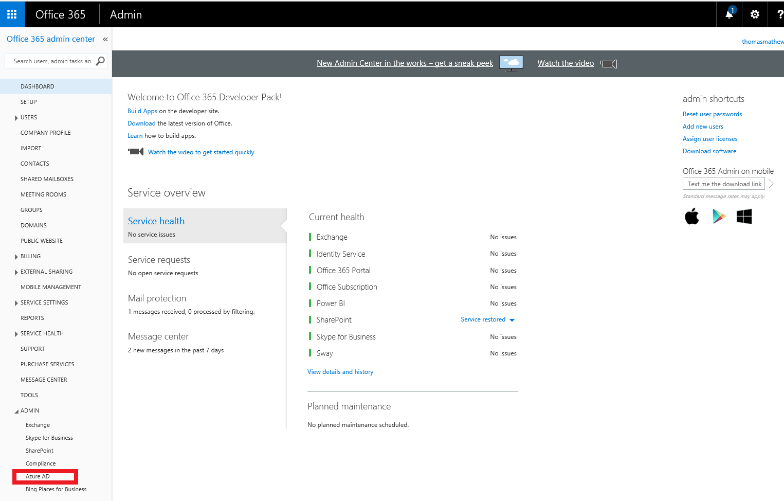 Office 365 Admin 1 ?
Office 365 admin center «
thomasmathew
Search users, admin tasks an
New Admin Center in the works – get a sneak peek Watch the video
DASHBOARD
SETUP
USERS
COMPANY PROFILE
IMPORT
CONTACTS
SHARED MAILBOXES
MEETING ROOMS
GROUPS
DOMAINS
PUBLIC WEBSITE
BILLING
EXTERNAL SHARING
MOBILE MANAGEMENT
SERVICE SETTINGS
REPORTS
SERVICE HEALTH
SUPPORT
PURCHASE SERVICES
MESSAGE CENTER
TOOLS
ADMIN
Exchange
Skype for Business
SharePoint
Compliance
Azure AD
Bing Places for Business
Welcome to Office 365 Developer Pack!
Build Apps on the developer site.
Download the latest version of Office.
Learn how to build apps.
Watch the video to get started quickly
Service overview
Service health
No service issues
Service requests
No open service requests
Mail protection
1 messages received, 0 processed by filtering.
Message center
2 new messages in the past 7 days
Current health
Exchange No issues
Identity Service No issues
Office 365 Portal No issues
Office Subscription No issues
Power BI No issues
SharePoint Service restored
Skype for Business No issues
Sway No issues
View details and history
Planned maintenance
No planned maintenance scheduled.
admin shortcuts
Reset user passwords
Add new users
Assign user licenses
Download software
Office 365 Admin on mobile
Text me the download link
Standard message rates may apply